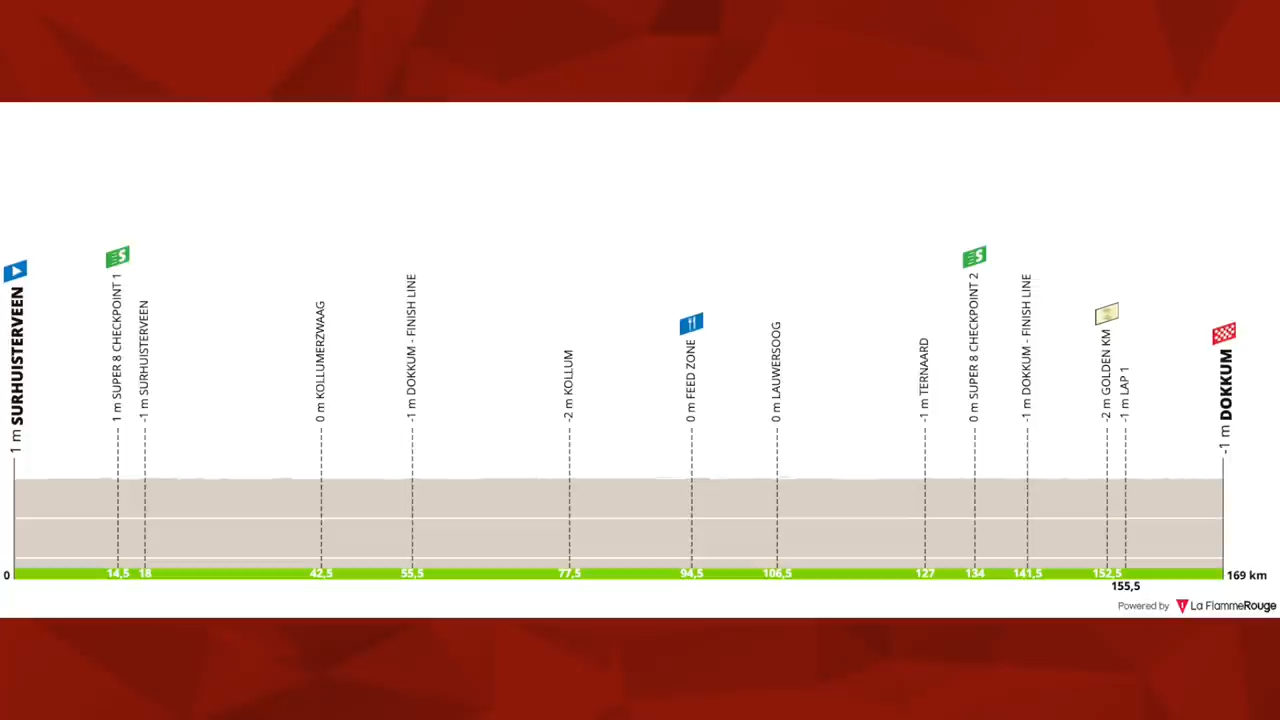 1 m SURHUISTERVEEN
1 m SUPER 8 CHECKPOINT 1
-1 m SURHUISTERVEEN
0 m KOLLUMERZWAAG
-1 m DOKKUM - FINISH LINE
-2 m KOLLUM
0 m FEED ZONE
0 m LAUWERSOOG
-1 m TERNAARD
0 m SUPER 8 CHECKPOINT 2
-1 m DOKKUM - FINISH LINE
-2 m GOLDEN KM
-1 m LAP 1
-1 m DOKKUM
S
S
0
14,5
18
42,5
55,5
77,5
94,5
106,5
127
134
141,5
152,5
155,5
169 km
Powered by La FlammeRouge